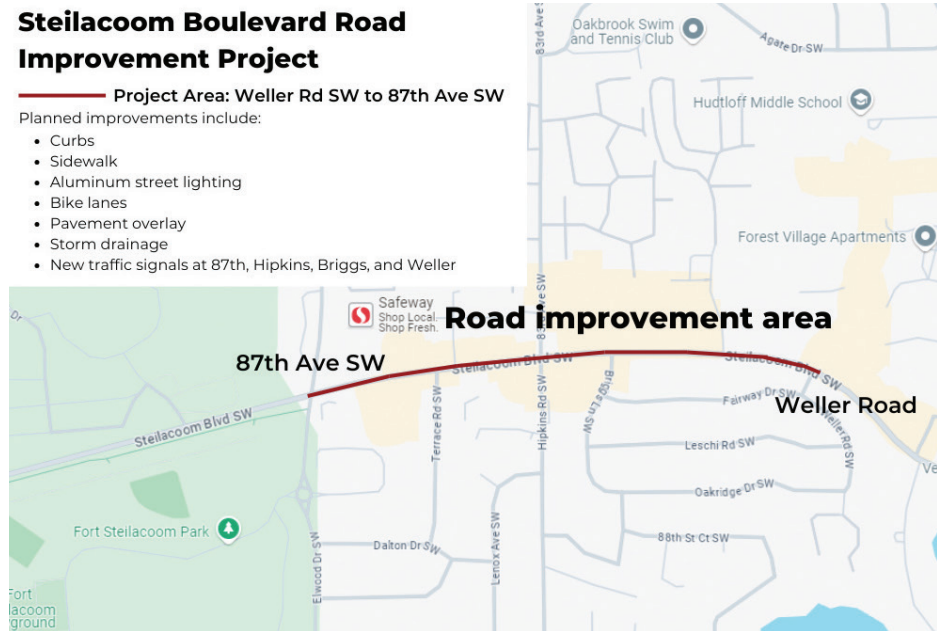 Steilacoom Boulevard Road
Improvement Project
Project Area: Weller Rd SW to 87th Ave SW
Planned improvements include:
• Curbs
• Sidewalk
• Aluminum street lighting
• Bike lanes
• Pavement overlay
• Storm drainage
• New traffic signals at 87th, Hipkins, Briggs, and Weller
Oakbrook Swim
and Tennis Club
83rd Ave S
Agate Dr SW
Hudtloff Middle School
Forest Village Apartments
Dr
Safeway
Shop Local.
Shop Fresh.
83rd Ave SW
Road improvement area
87th Ave SW
Steilacoom Blvd SW
Steilacoom Blvd SW
Steilacoom Blvd SW
Weller Road
Terrace Rd SW
Hipkins Rd SW
Briggs Ln SW
Fairway Dr SW
Weller Rd SW
Leschi Rd SW
Ve
Oakridge Dr SW
Fort Steilacoom Park
Dalton Dr SW
Lenox Ave SW
88th St Ct SW
Elwood Dr SW
Fort
lacoom
ground